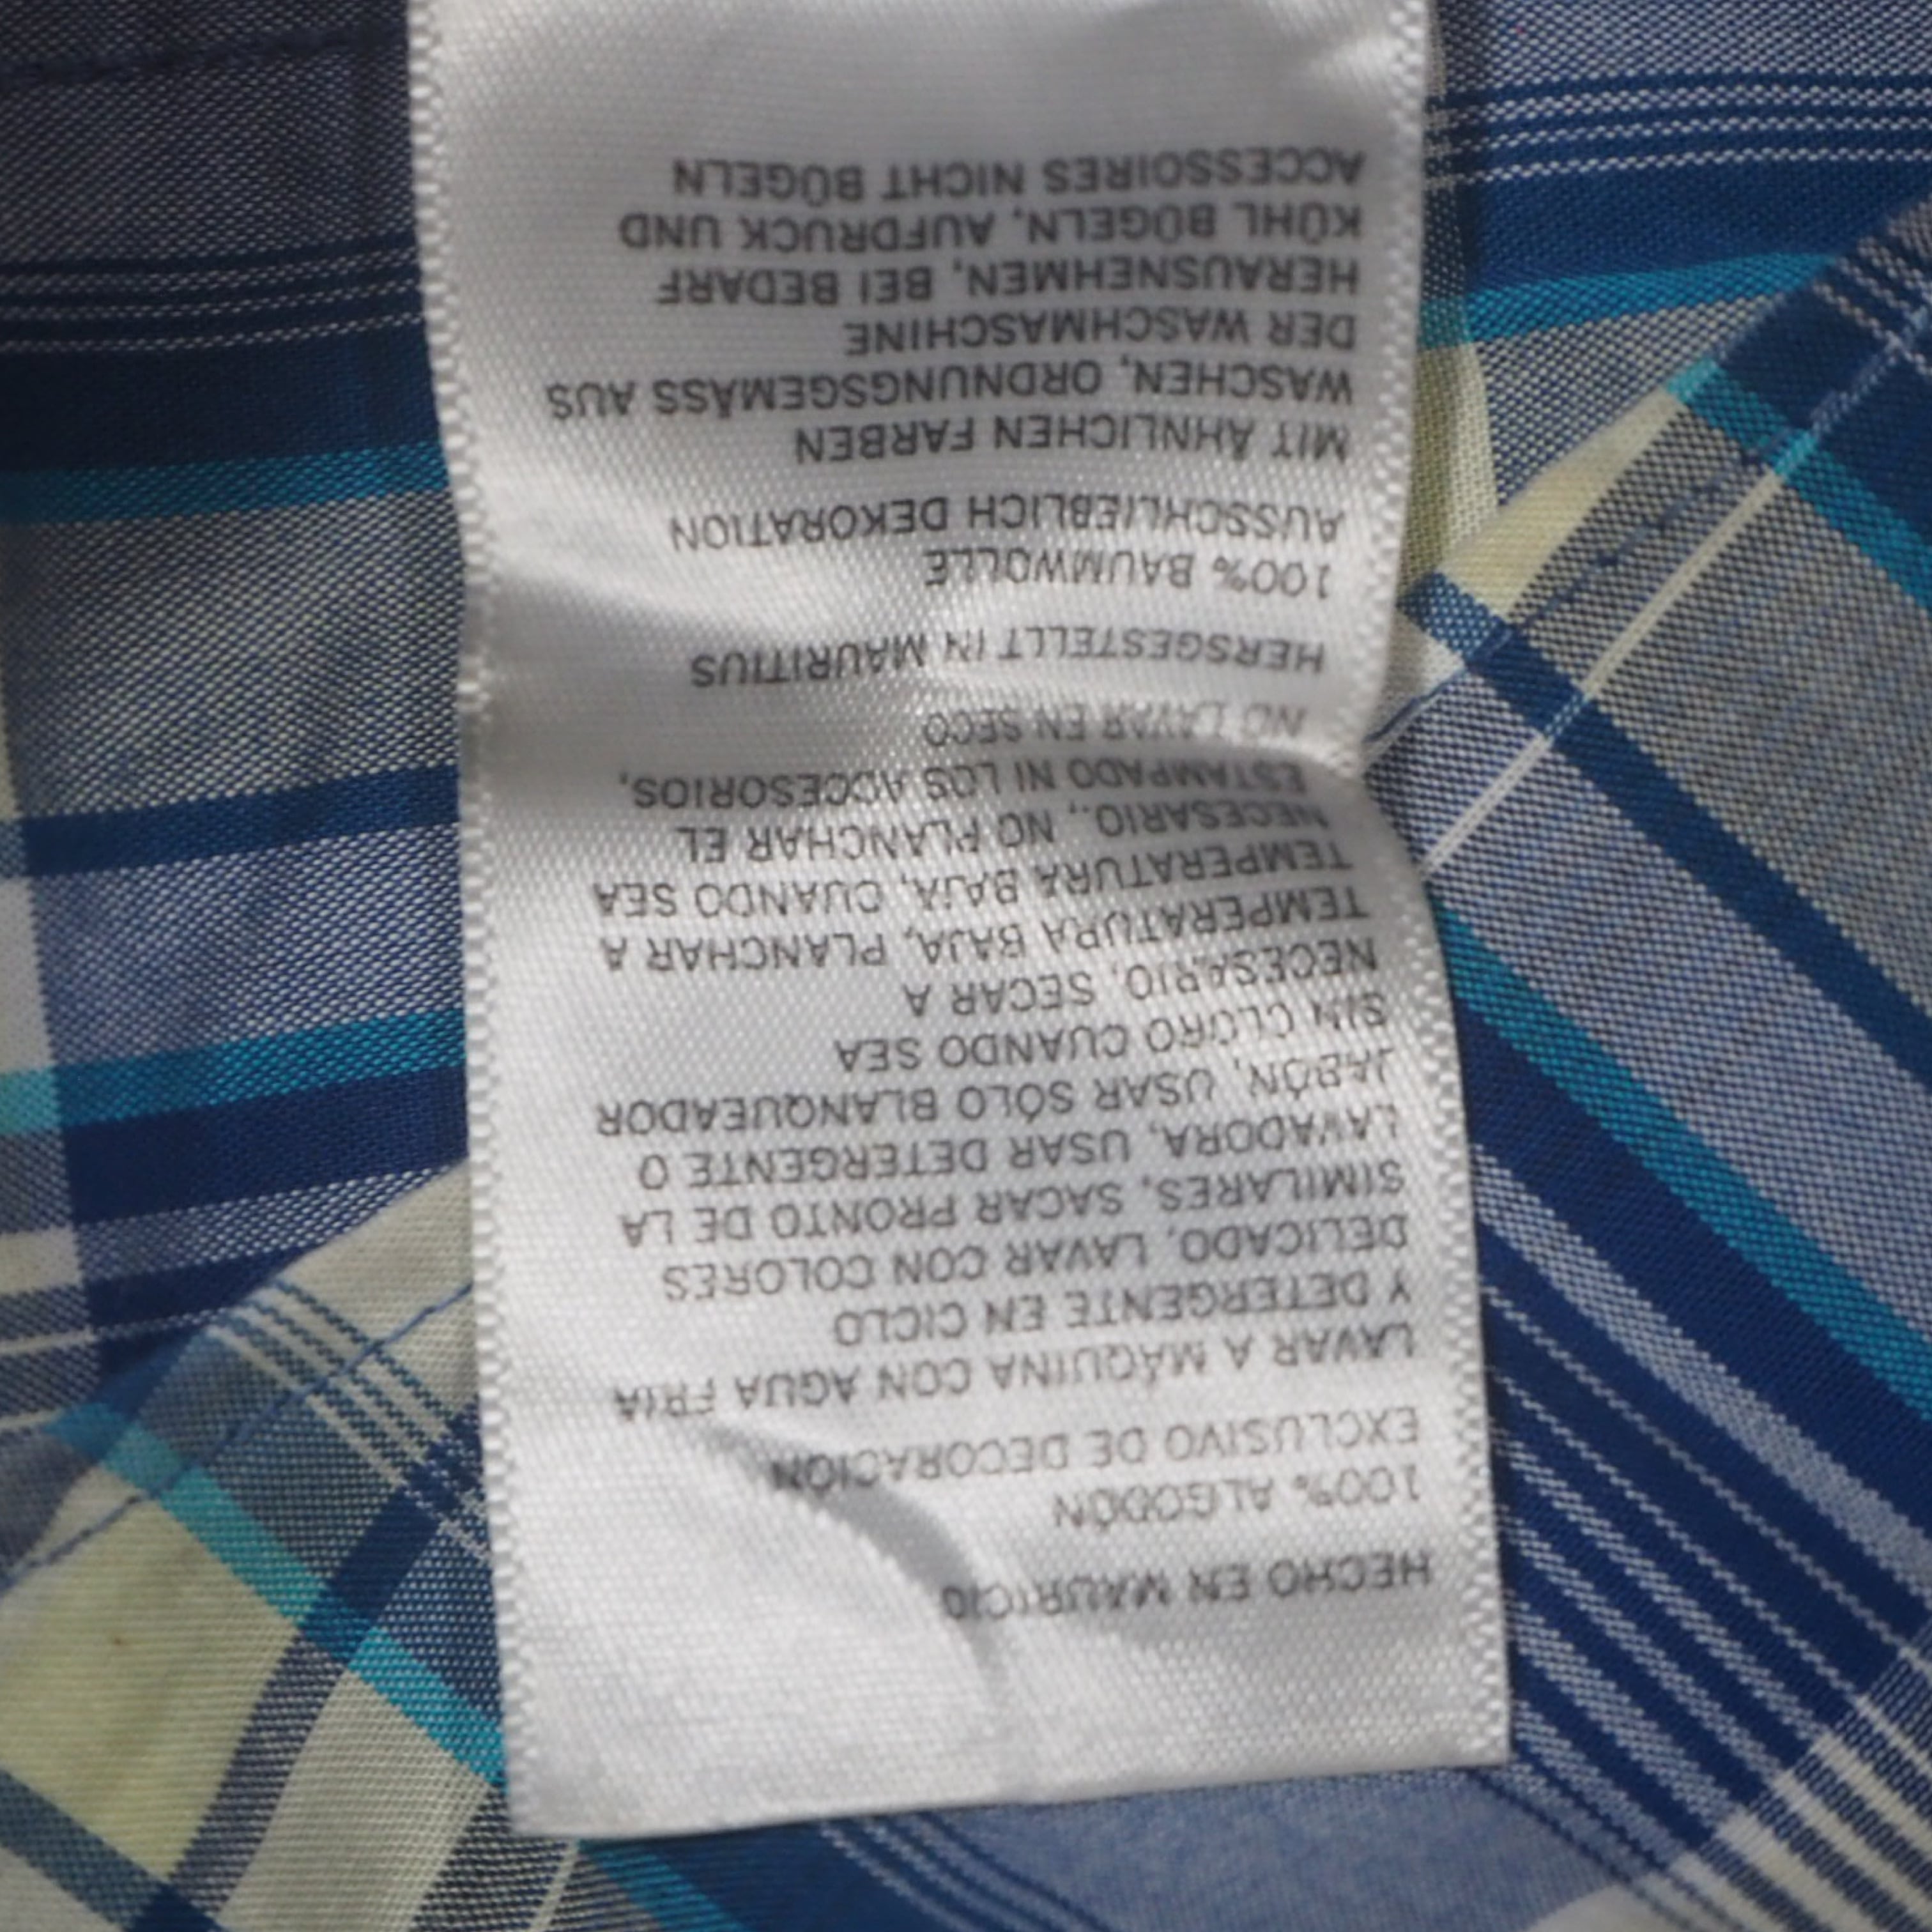 HECHO EN MAURICIO
100% ALGODÓN
EXCLUSIVO DE DECORACIÓN
LAVAR A MÁQUINA CON AGUA FRIA
Y DETERGENTE EN CICLO
DELICADO, LAVAR CON COLORES
SIMILARES, SACAR PRONTO DE LA
LAVADORA, USAR DETERGENTE O
JABÓN, USAR SÓLO BLANQUEADOR
SIN CLORO CUANDO SEA
NECESARIO, SECAR A
TEMPERATURA BAJA, PLANCHAR A
TEMPERATURA BAJA, CUANDO SEA
NECESARIO., NO PLANCHAR EL
ESTAMPADO NI LOS ACCESORIOS,
NO LAVAR EN SECO
HERSGESTELLT IN MAURITIUS
100% BAUMWOLLE
AUSSCHLIEBLICH DEKORATION
MIT ÄHNLICHEN FARBEN
WASCHEN, ORDNUNGSGEMÄSS AUS
DER WASCHMASCHINE
HERAUSNEHMEN, BEI BEDARF
KÜHL BÜGELN, AUFDRUCK UND
ACCESSOIRES NICHT BÜGELN